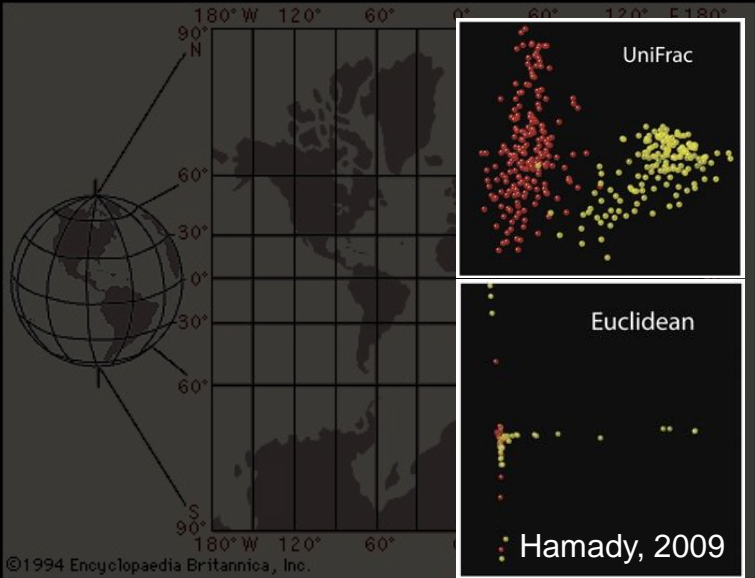 180° W 120° 60° 0° 60° 120° E 180°
90°
N
UniFrac
60°
30°
0°
30°
60°
Euclidean
S
90°
180° W 120° 60°
Hamady, 2009
©1994 Encyclopaedia Britannica, Inc.